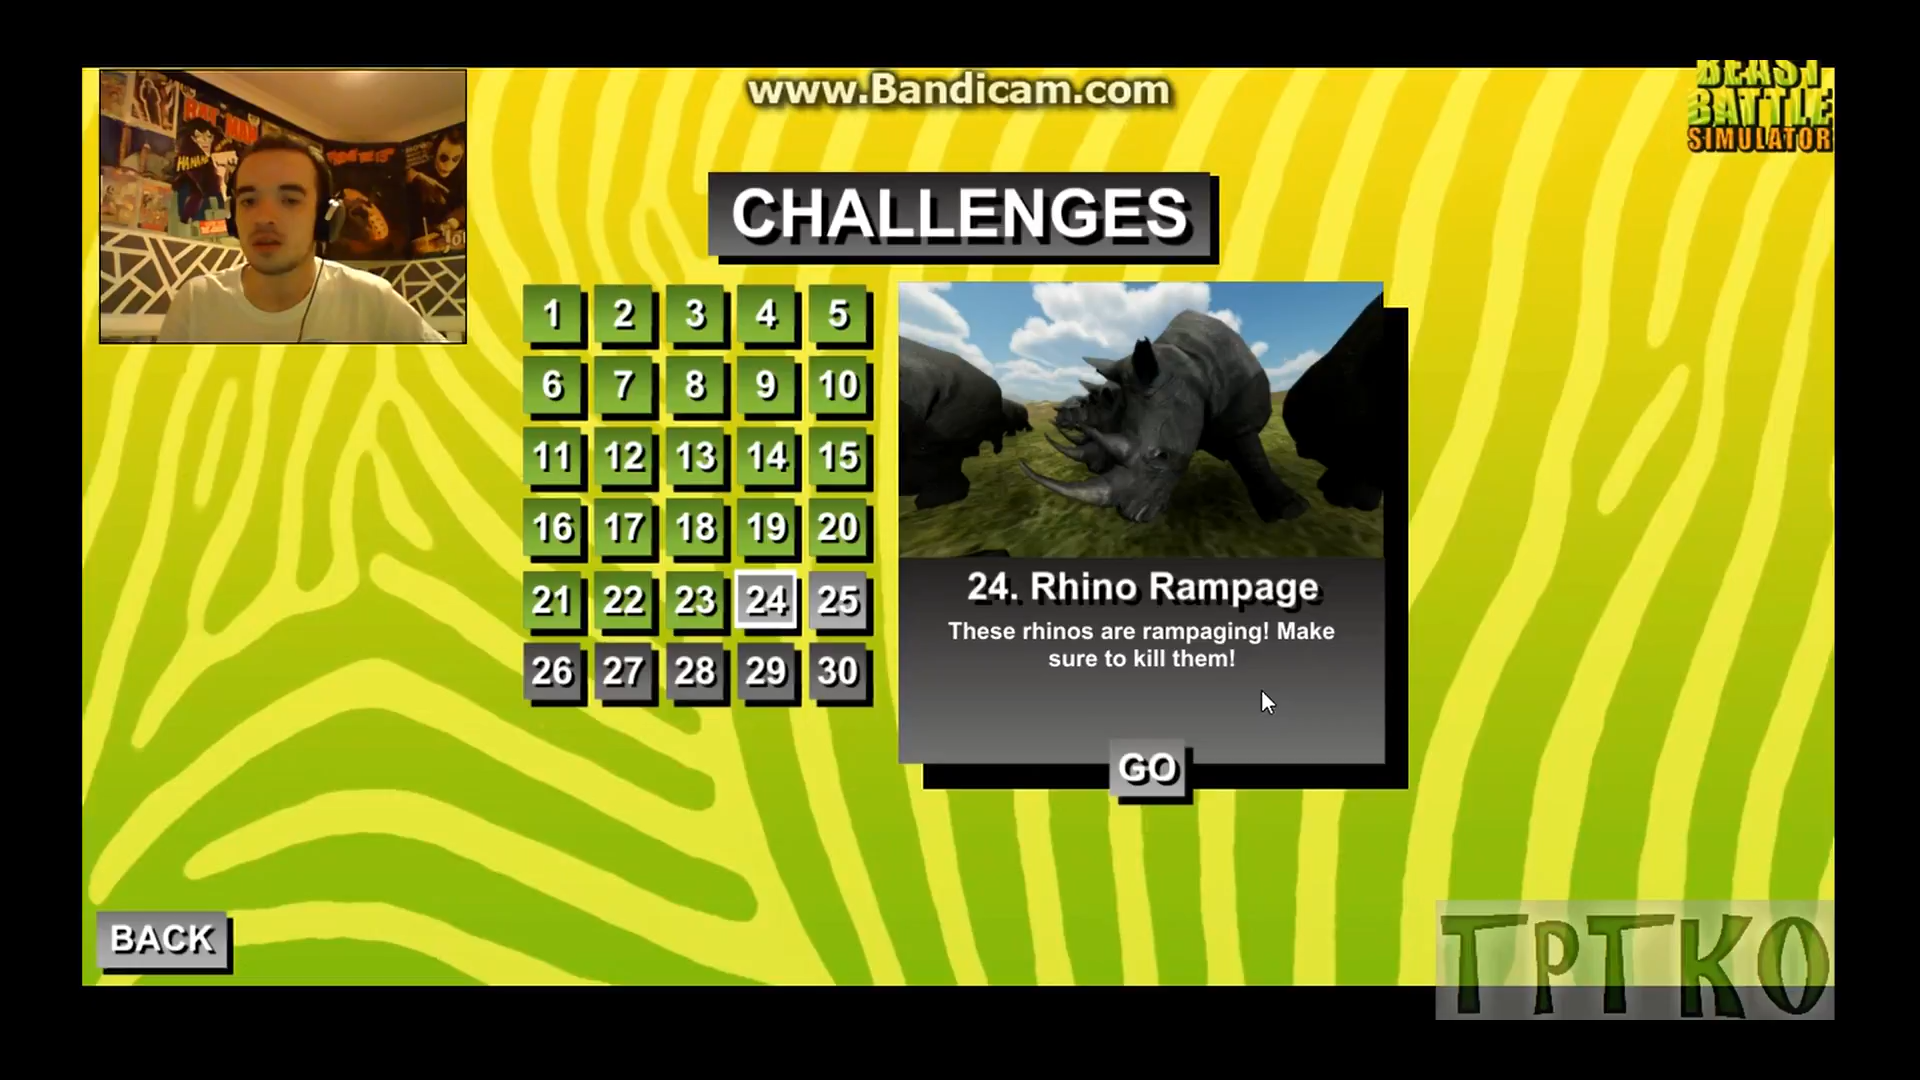 www.Bandicam.com
BEAST
BATTLE
SIMULATOR
BATMAN
CHALLENGES
1 2 3 4 5
6 7 8 9 10
11 12 13 14 15
16 17 18 19 20
21 22 23 24 25
26 27 28 29 30
24. Rhino Rampage
These rhinos are rampaging! Make
sure to kill them!
GO
BACK
TPTKO